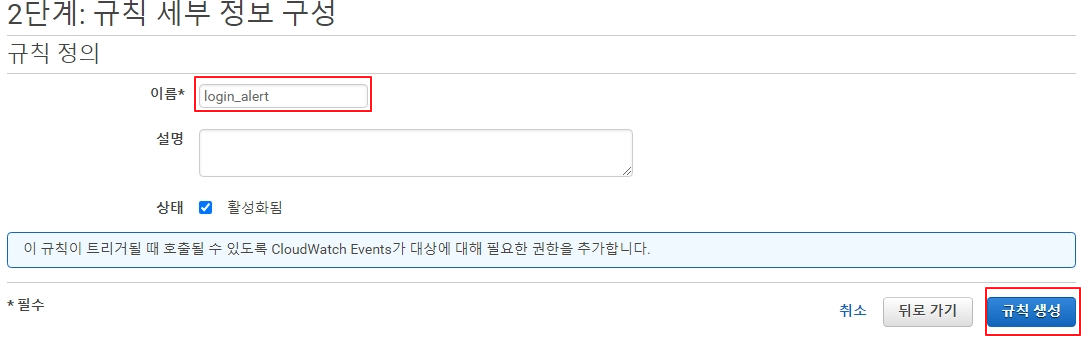 2단계: 규칙 세부 정보 구성
규칙 정의
이름*
login_alert
설명
상태
활성화됨
이 규칙이 트리거될 때 호출될 수 있도록 CloudWatch Events가 대상에 대해 필요한 권한을 추가합니다.
* 필수
취소
뒤로 가기
규칙 생성